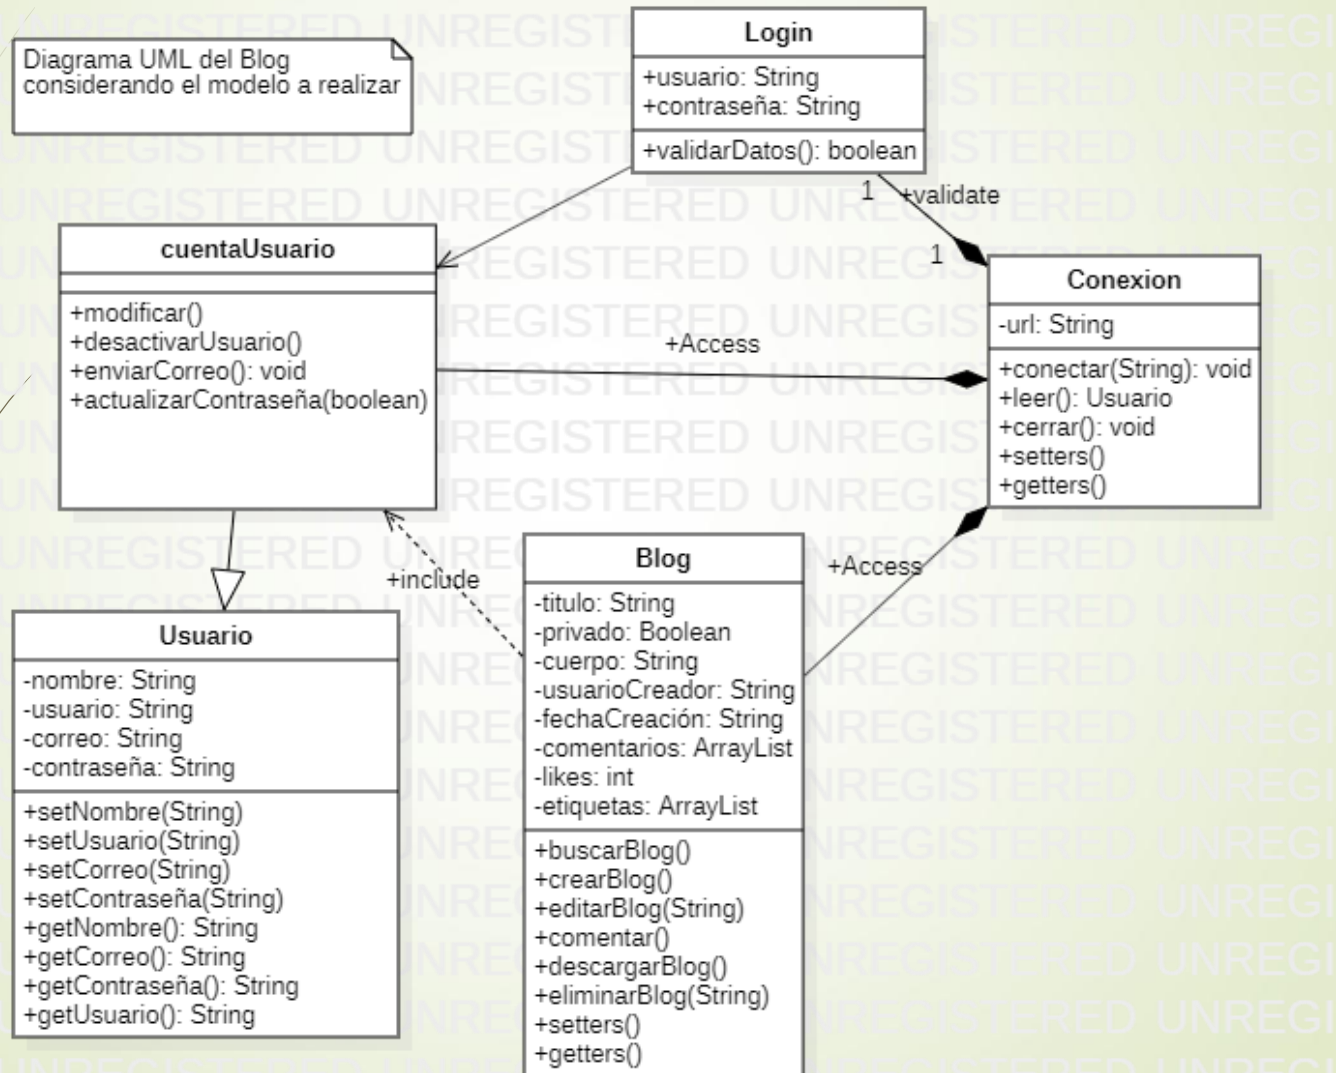 Diagrama UML del Blog
considerando el modelo a realizar
Login
+usuario: String
+contraseña: String
+validarDatos(): boolean
1
+validate
1
cuentaUsuario
+modificar()
+desactivarUsuario()
+enviarCorreo(): void
+actualizarContraseña(boolean)
+Access
Conexion
-url: String
+conectar(String): void
+leer(): Usuario
+cerrar(): void
+setters()
+getters()
+include
+Access
Usuario
-nombre: String
-usuario: String
-correo: String
-contraseña: String
+setNombre(String)
+setUsuario(String)
+setCorreo(String)
+setContraseña(String)
+getNombre(): String
+getCorreo(): String
+getContraseña(): String
+getUsuario(): String
Blog
-titulo: String
-privado: Boolean
-cuerpo: String
-usuarioCreador: String
-fechaCreación: String
-comentarios: ArrayList
-likes: int
-etiquetas: ArrayList
+buscarBlog()
+crearBlog()
+editarBlog(String)
+comentar()
+descargarBlog()
+eliminarBlog(String)
+setters()
+getters()
UNREGISTERED